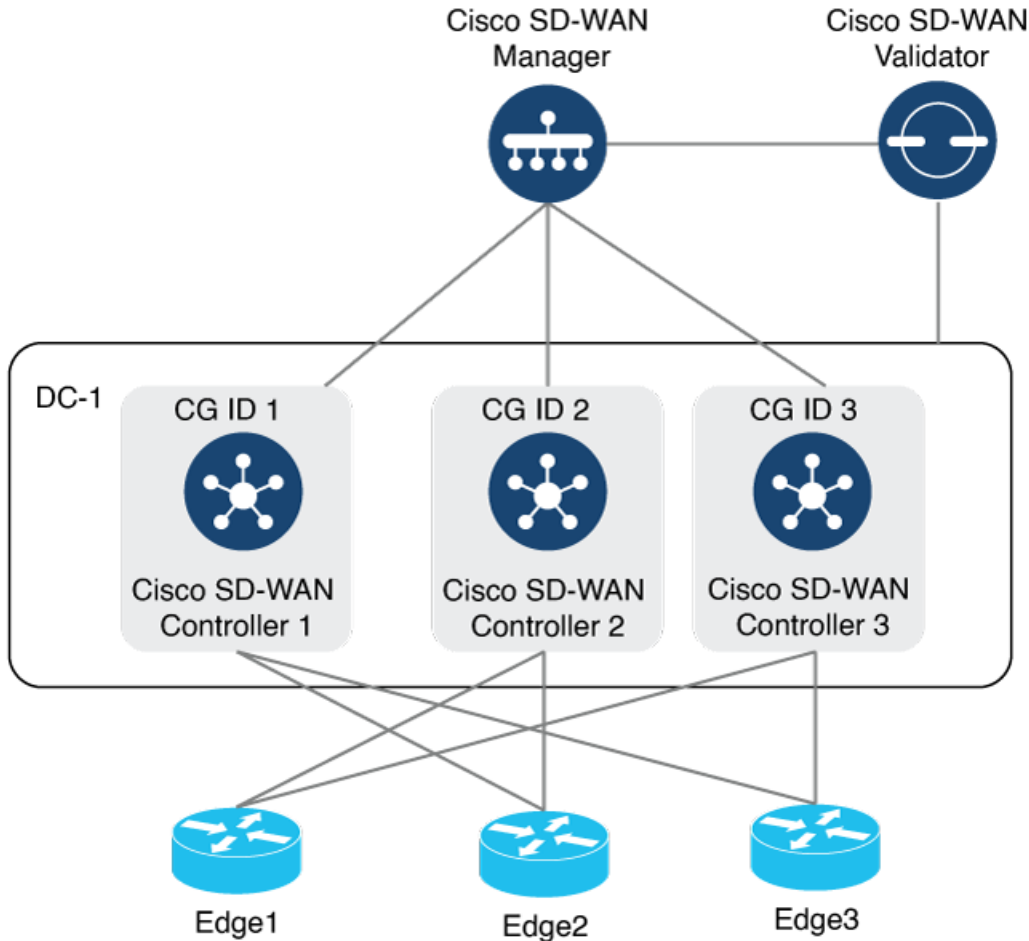 Cisco SD-WAN
Manager
Cisco SD-WAN
Validator
DC-1
CG ID 1
CG ID 2
CG ID 3
Cisco SD-WAN
Controller 1
Cisco SD-WAN
Controller 2
Cisco SD-WAN
Controller 3
Edge1
Edge2
Edge3